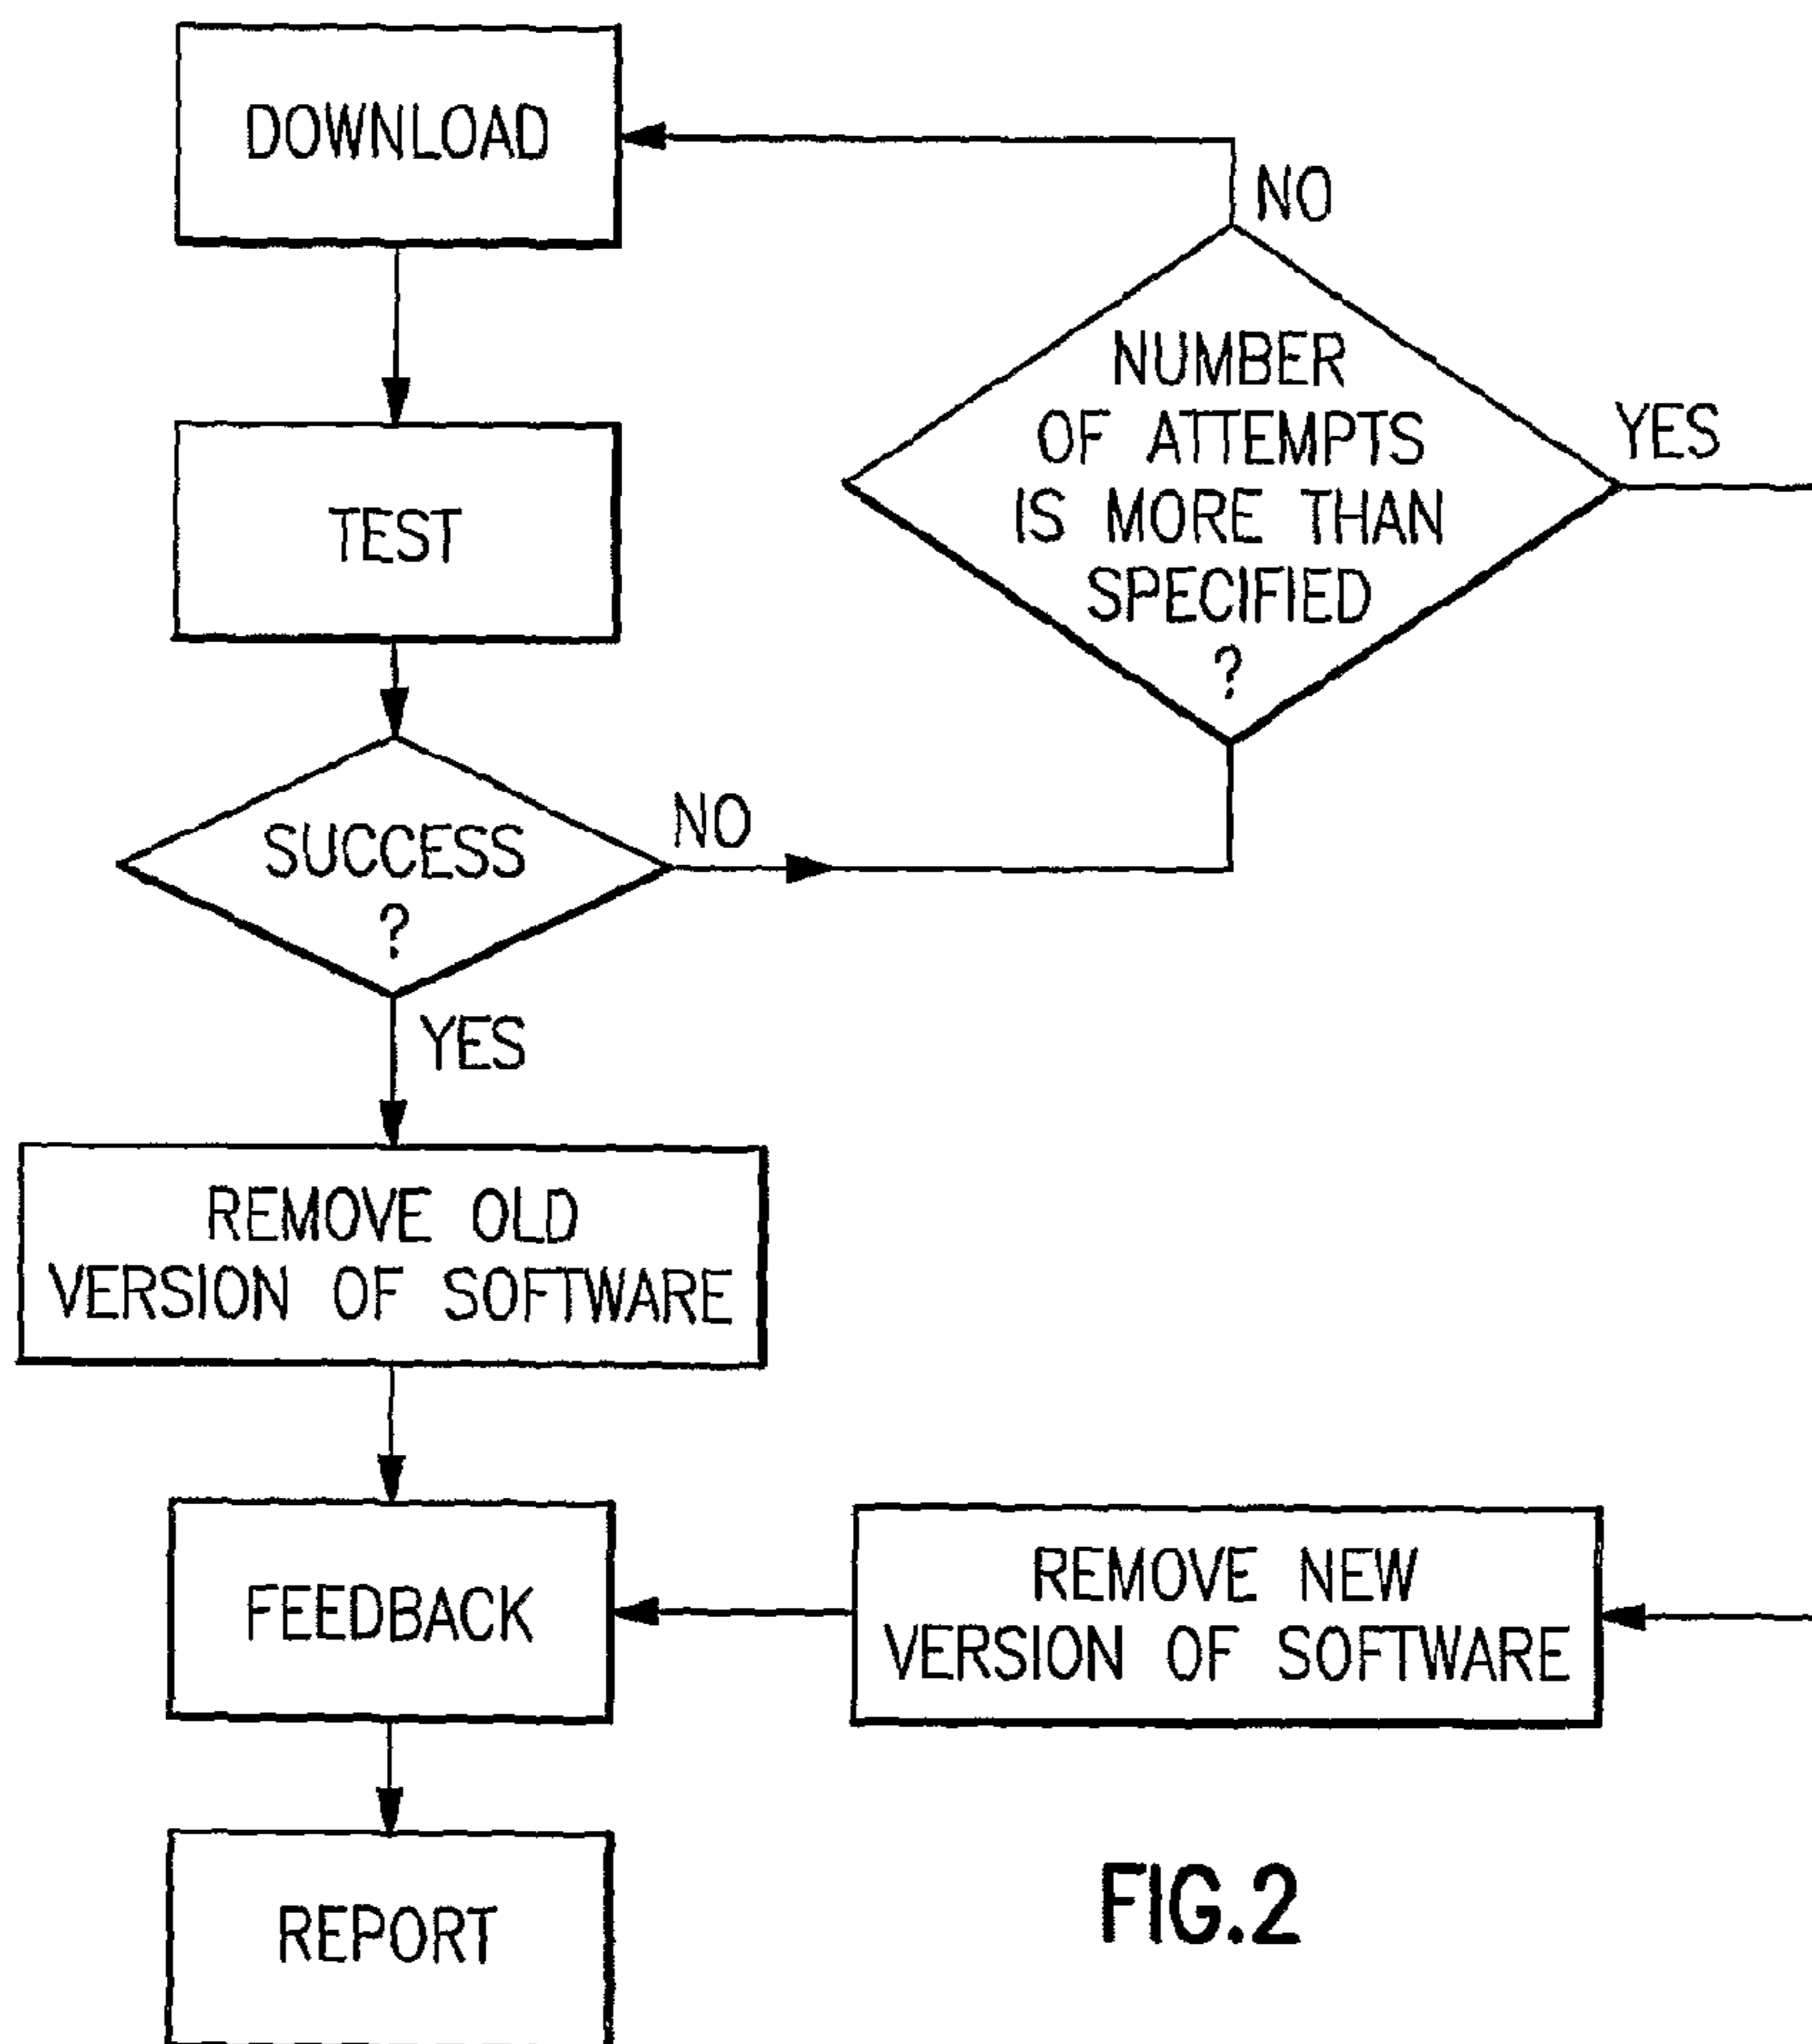 DOWNLOAD
NO
NUMBER
OF ATTEMPTS
IS MORE THAN
SPECIFIED
?
YES
TEST
SUCCESS
?
NO
YES
REMOVE OLD
VERSION OF SOFTWARE
FEEDBACK
REMOVE NEW
VERSION OF SOFTWARE
REPORT
FIG.2